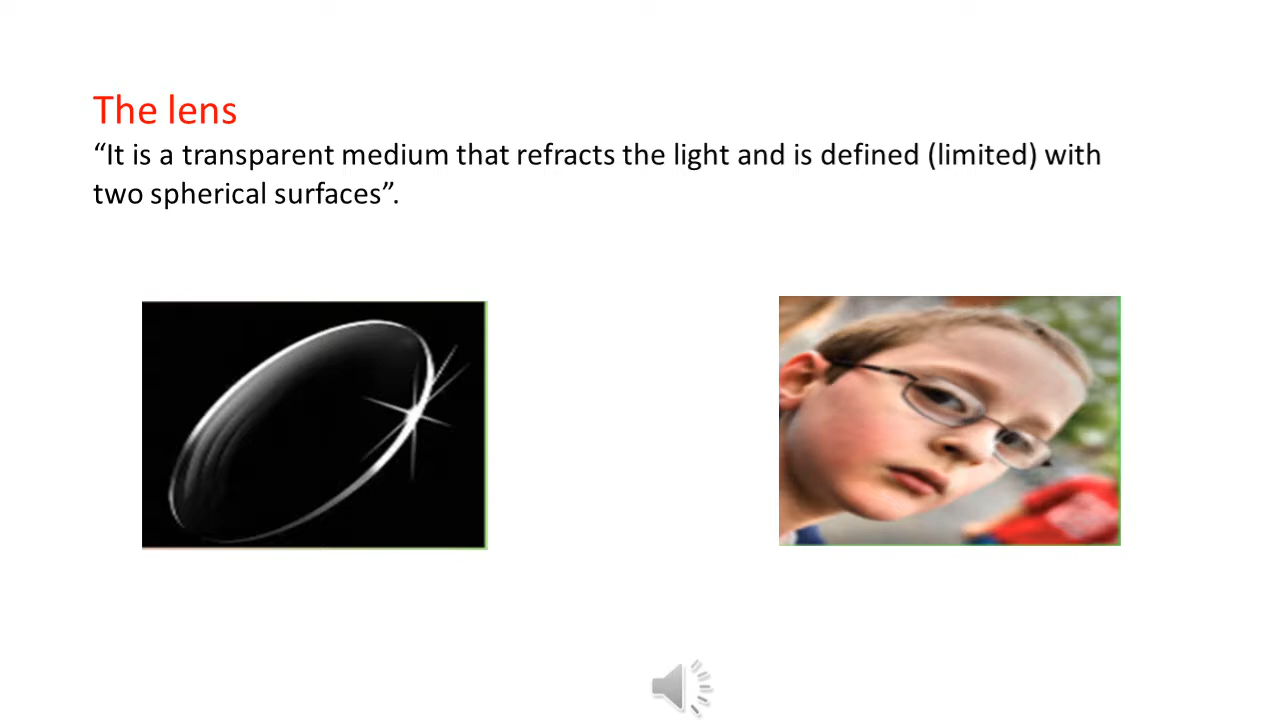 The lens
“It is a transparent medium that refracts the light and is defined (limited) with
two spherical surfaces”.